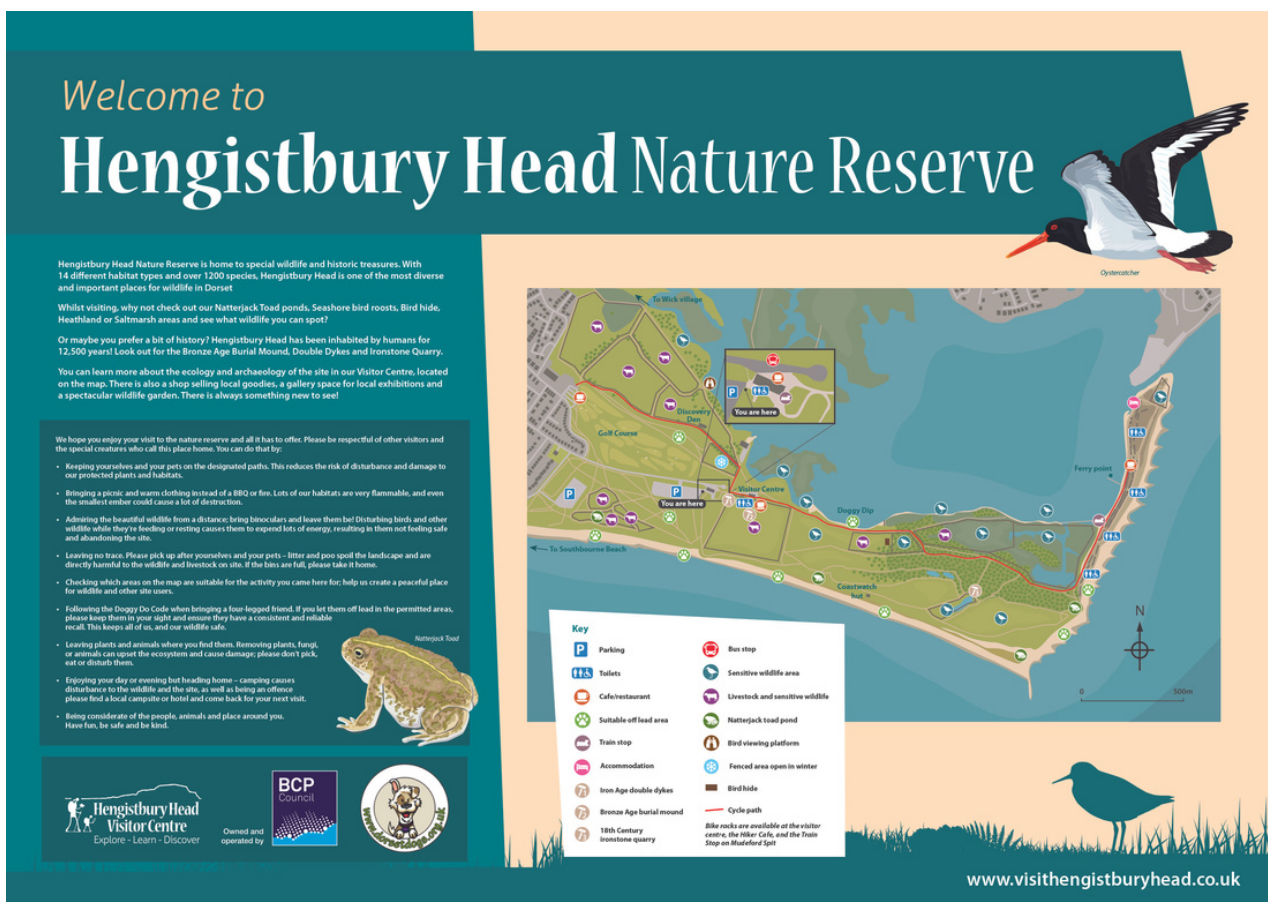 Welcome to
Hengistbury Head Nature Reserve
Oystercatcher
Hengistbury Head Nature Reserve is home to special wildlife and historic treasures. With
14 different habitat types and over 1200 species, Hengistbury Head is one of the most diverse
and important places for wildlife in Dorset
Whilst visiting, why not check out our Natterjack Toad ponds, Seashore bird roosts, Bird hide,
Heathland or Saltmarsh areas and see what wildlife you can spot?
Or maybe you prefer a bit of history? Hengistbury Head has been inhabited by humans for
12,500 years! Look out for the Bronze Age Burial Mound, Double Dykes and Ironstone Quarry.
You can learn more about the ecology and archaeology of the site in our Visitor Centre, located
on the map. There is also a shop selling local goodies, a gallery space for local exhibitions and
a spectacular wildlife garden. There is always something new to see!
We hope you enjoy your visit to the nature reserve and all it has to offer. Please be respectful of other visitors and
the special creatures who call this place home. You can do that by:
• Keeping yourselves and your pets on the designated paths. This reduces the risk of disturbance and damage to
our protected plants and habitats.
• Bringing a picnic and warm clothing instead of a BBQ or fire. Lots of our habitats are very flammable, and even
the smallest ember could cause a lot of destruction.
• Admiring the beautiful wildlife from a distance; bring binoculars and leave them be! Disturbing birds and other
wildlife while they're feeding or resting causes them to expend lots of energy, resulting in them not feeling safe
and abandoning the site.
• Leaving no trace. Please pick up after yourselves and your pets – litter and poo spoil the landscape and are
directly harmful to the wildlife and livestock on site. If the bins are full, please take it home.
• Checking which areas on the map are suitable for the activity you came here for; help us create a peaceful place
for wildlife and other site users.
• Following the Doggy Do Code when bringing a four-legged friend. If you let them off lead in the permitted areas,
please keep them in your sight and ensure they have a consistent and reliable
recall. This keeps all of us, and our wildlife safe.
• Leaving plants and animals where you find them. Removing plants, fungi,
or animals can upset the ecosystem and cause damage; please don't pick,
eat or disturb them.
• Enjoying your day or evening but heading home – camping causes
disturbance to the wildlife and the site, as well as being an offence
please find a local campsite or hotel and come back for your next visit.
• Being considerate of the people, animals and place around you.
Have fun, be safe and be kind.
Natterjack Toad
Hengistbury Head
Visitor Centre
Explore - Learn - Discover
Owned and
operated by
BCP
Council
www.dorsetdogs.org.uk
To Wick village
P
You are here
Discovery
Den
Golf Course
P
P
You are here
Visitor Centre
Doggy Dip
Ferry point
To Southbourne Beach
Coastwatch
hut
N
0 500m
Key
P Parking
Toilets
Cafe/restaurant
Suitable off lead area
Train stop
Accommodation
Iron Age double dykes
Bronze Age burial mound
18th Century
ironstone quarry
Bus stop
Sensitive wildlife area
Livestock and sensitive wildlife
Natterjack toad pond
Bird viewing platform
Fenced area open in winter
Bird hide
Cycle path
Bike racks are available at the visitor
centre, the Hiker Cafe, and the Train
Stop on Mudeford Spit
www.visithengistburyhead.co.uk